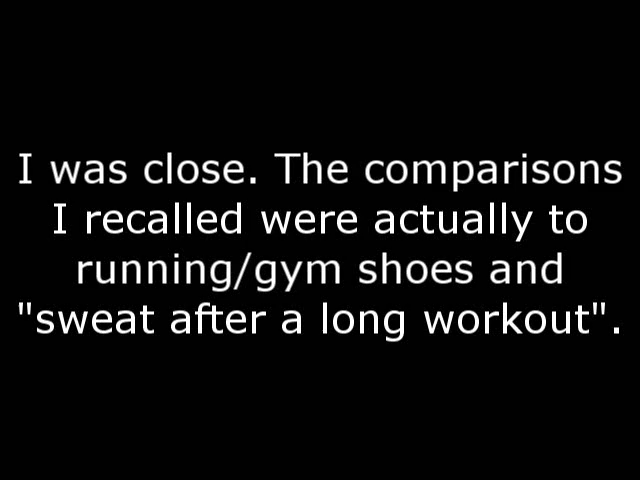 I was close. The comparisons
I recalled were actually to
running/gym shoes and
"sweat after a long workout".